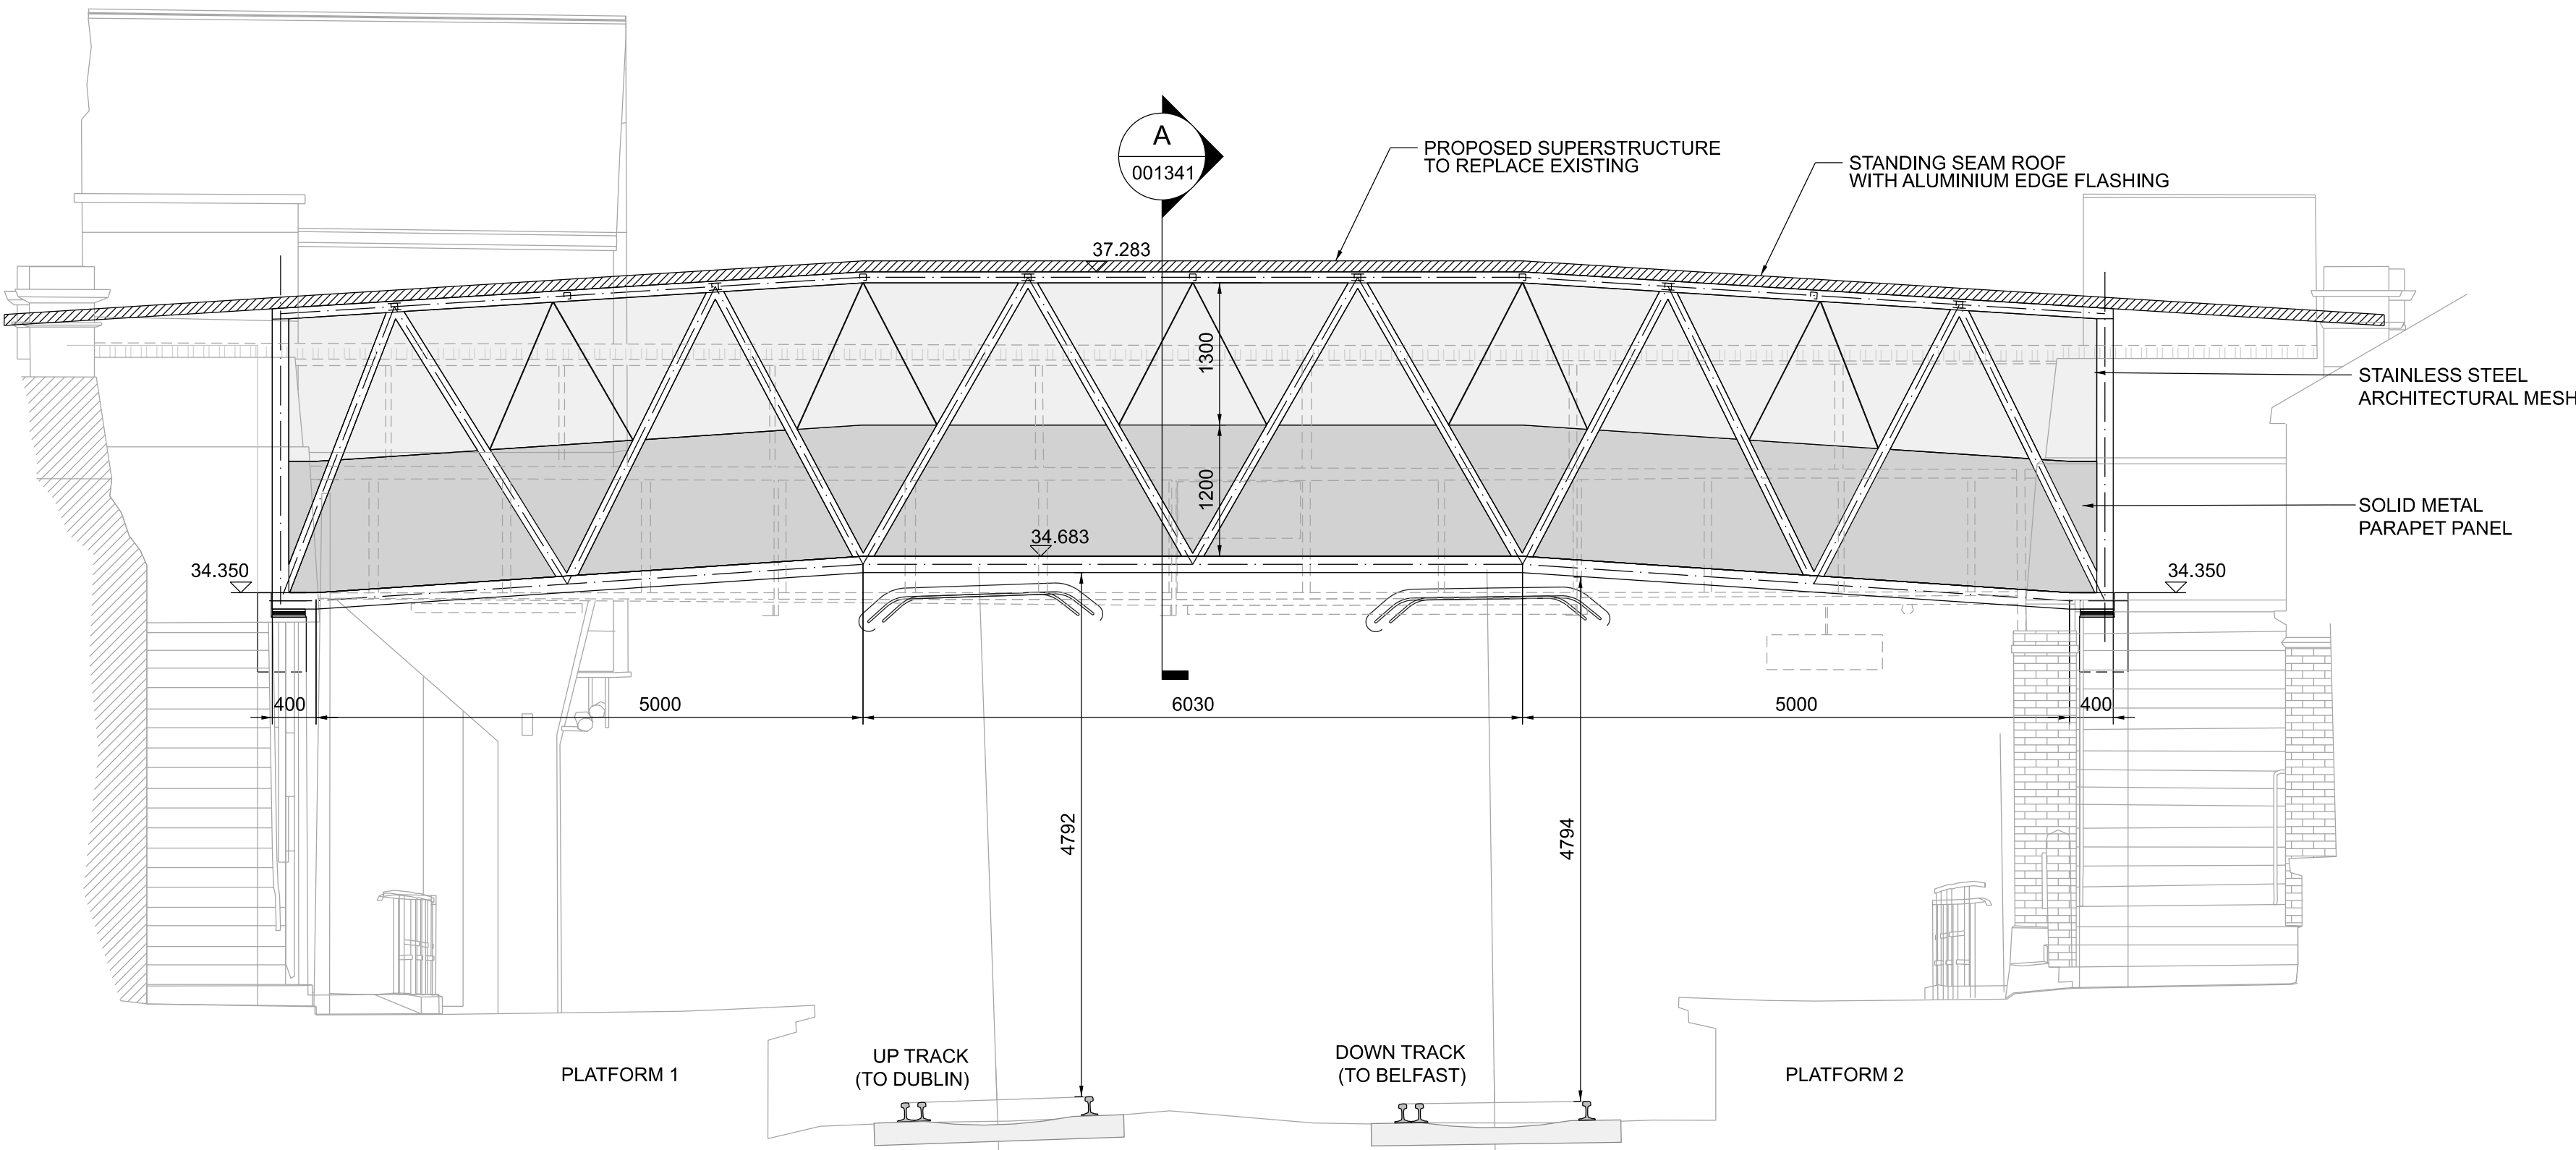 A
001341
PROPOSED SUPERSTRUCTURE
TO REPLACE EXISTING
STANDING SEAM ROOF
WITH ALUMINIUM EDGE FLASHING
37.283
1300
STAINLESS STEEL
ARCHITECTURAL MESH
1200
SOLID METAL
PARAPET PANEL
34.683
34.350
34.350
400
5000
6030
5000
400
4792
4794
UP TRACK
(TO DUBLIN)
DOWN TRACK
(TO BELFAST)
PLATFORM 1
PLATFORM 2